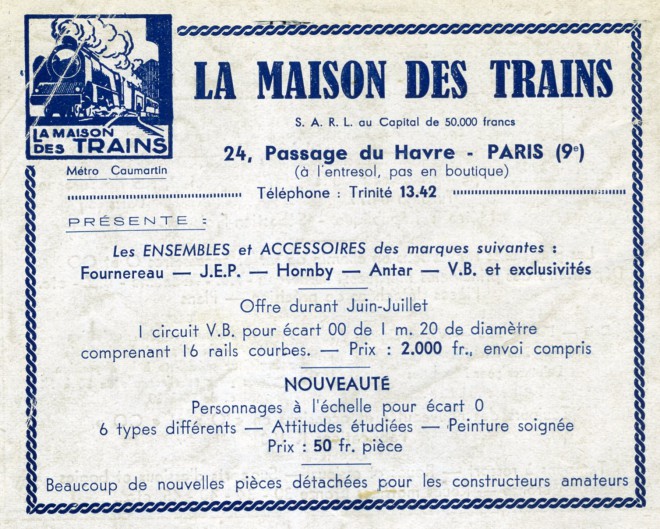 LA MAISON
DES TRAINS
Métro Caumartin
LA MAISON DES TRAINS
S. A. R. L. au Capital de 50.000 francs
24, Passage du Havre - PARIS (9e)
(à l'entresol, pas en boutique)
Téléphone : Trinité 13.42
PRÉSENTE :
Les ENSEMBLES et ACCESSOIRES des marques suivantes :
Fournereau — J.E.P. — Hornby — Antar — V.B. et exclusivités
Offre durant Juin-Juillet
1 circuit V.B. pour écart 00 de 1 m. 20 de diamètre
comprenant 16 rails courbes. — Prix : 2.000 fr., envoi compris
NOUVEAUTÉ
Personnages à l'échelle pour écart 0
6 types différents — Attitudes étudiées — Peinture soignée
Prix : 50 fr. pièce
Beaucoup de nouvelles pièces détachées pour les constructeurs amateurs